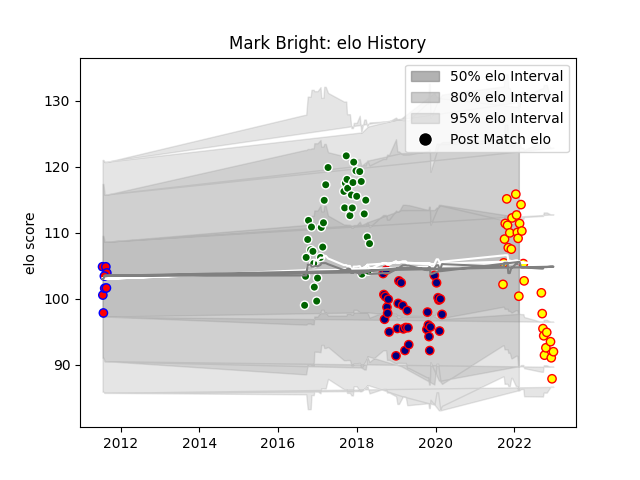 Mark Bright: elo History
50% elo Interval
80% elo Interval
95% elo Interval
Post Match elo
elo score
130
120
110
100
90
2012
2014
2016
2018
2020
2022